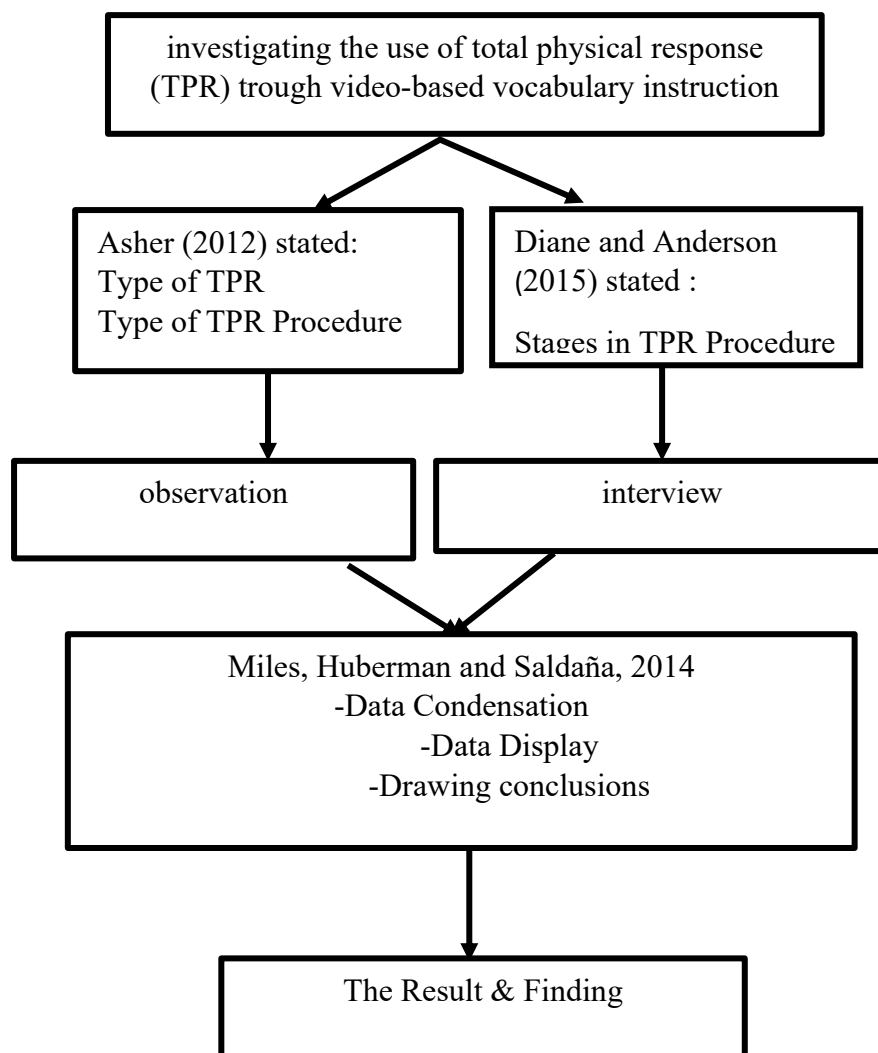 investigating the use of total physical response
(TPR) trough video-based vocabulary instruction
Asher (2012) stated:
Type of TPR
Type of TPR Procedure
Diane and Anderson
(2015) stated :
Stages in TPR Procedure
observation
interview
Miles, Huberman and Saldaña, 2014
-Data Condensation
-Data Display
-Drawing conclusions
The Result & Finding